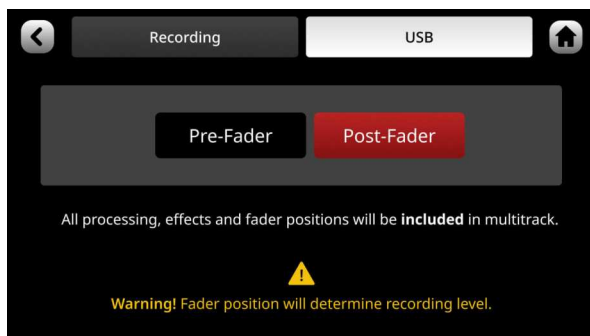 Recording
USB
Pre-Fader
Post-Fader
All processing, effects and fader positions will be included in multitrack.
Warning! Fader position will determine recording level.